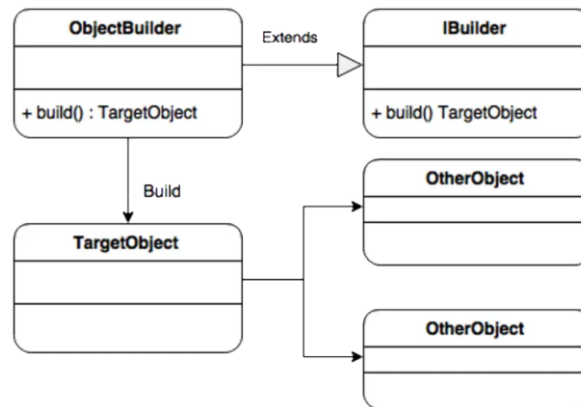 ObjectBuilder
Extends
IBuilder
+ build() : TargetObject
+ build() TargetObject
Build
OtherObject
TargetObject
OtherObject